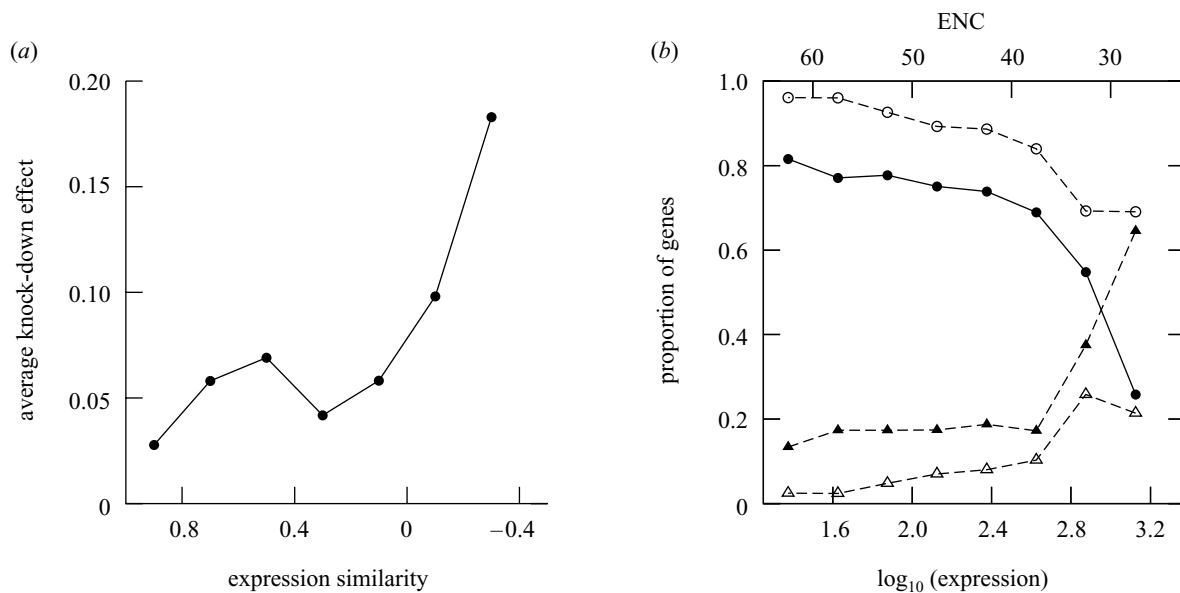 (a)
0.20
0.15
0.10
0.05
0
average knock-down effect
0.8 0.4 0 –0.4
expression similarity
(b)
ENC
60 50 40 30
1.0
0.8
0.6
0.4
0.2
0
proportion of genes
1.6 2.0 2.4 2.8 3.2
log10 (expression)